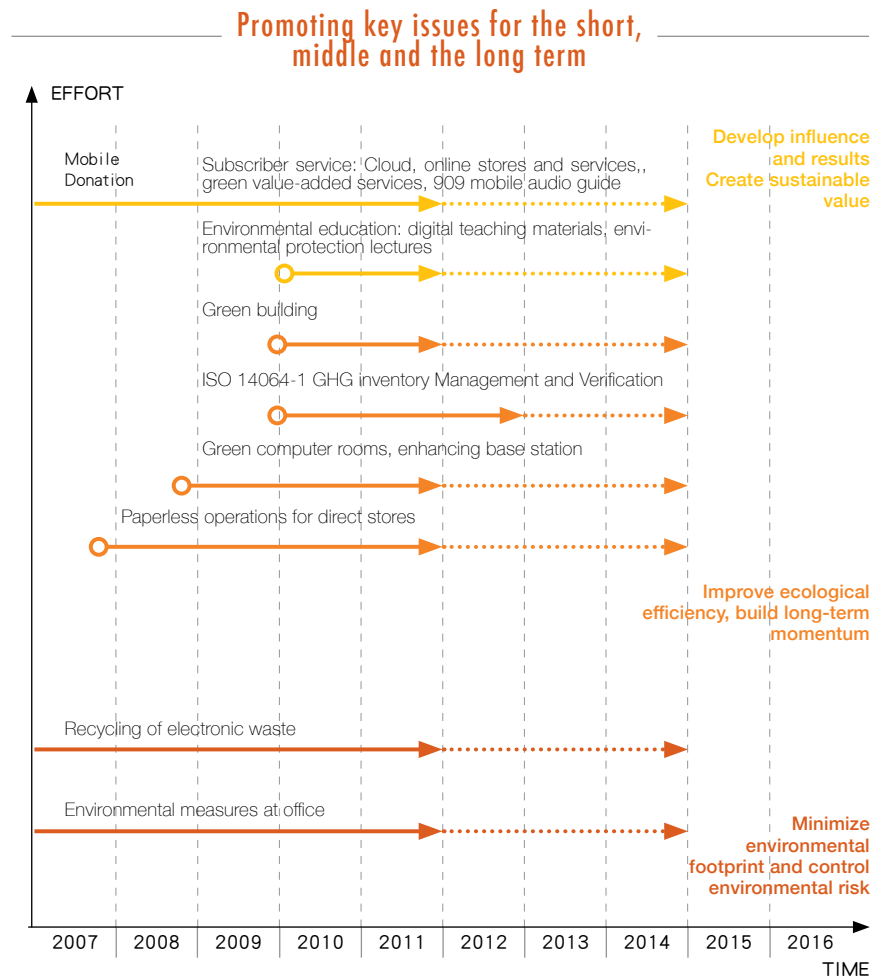 Promoting key issues for the short,
middle and the long term
EFFORT
Mobile
Donation
Subscriber service: Cloud, online stores and services,,
green value-added services, 909 mobile audio guide
Develop influence
and results
Create sustainable
value
Environmental education: digital teaching materials, envi-
ronmental protection lectures
Green building
ISO 14064-1 GHG inventory Management and Verification
Green computer rooms, enhancing base station
Paperless operations for direct stores
Improve ecological
efficiency, build long-term
momentum
Recycling of electronic waste
Environmental measures at office
Minimize
environmental
footprint and control
environmental risk
2007 2008 2009 2010 2011 2012 2013 2014 2015 2016
TIME